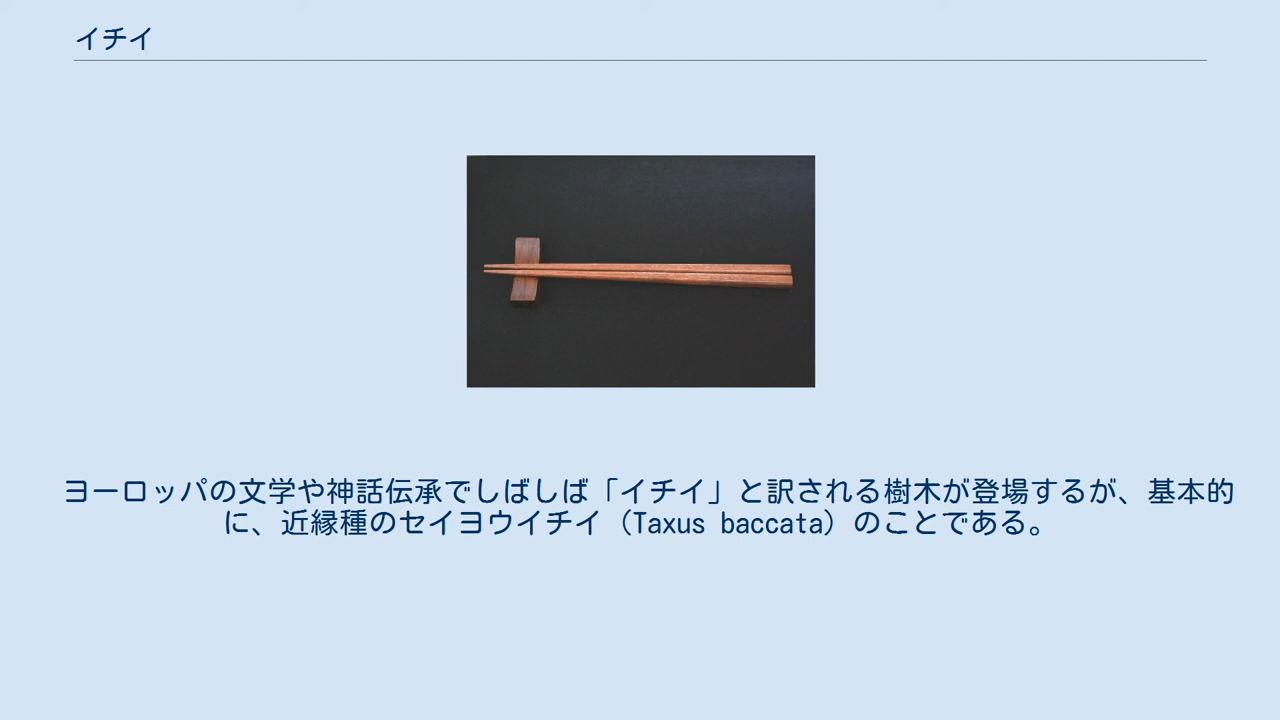 イチイ
ヨーロッパの文学や神話伝承でしばしば「イチイ」と訳される樹木が登場するが、基本的
に、近縁種のセイヨウイチイ（Taxus baccata）のことである。